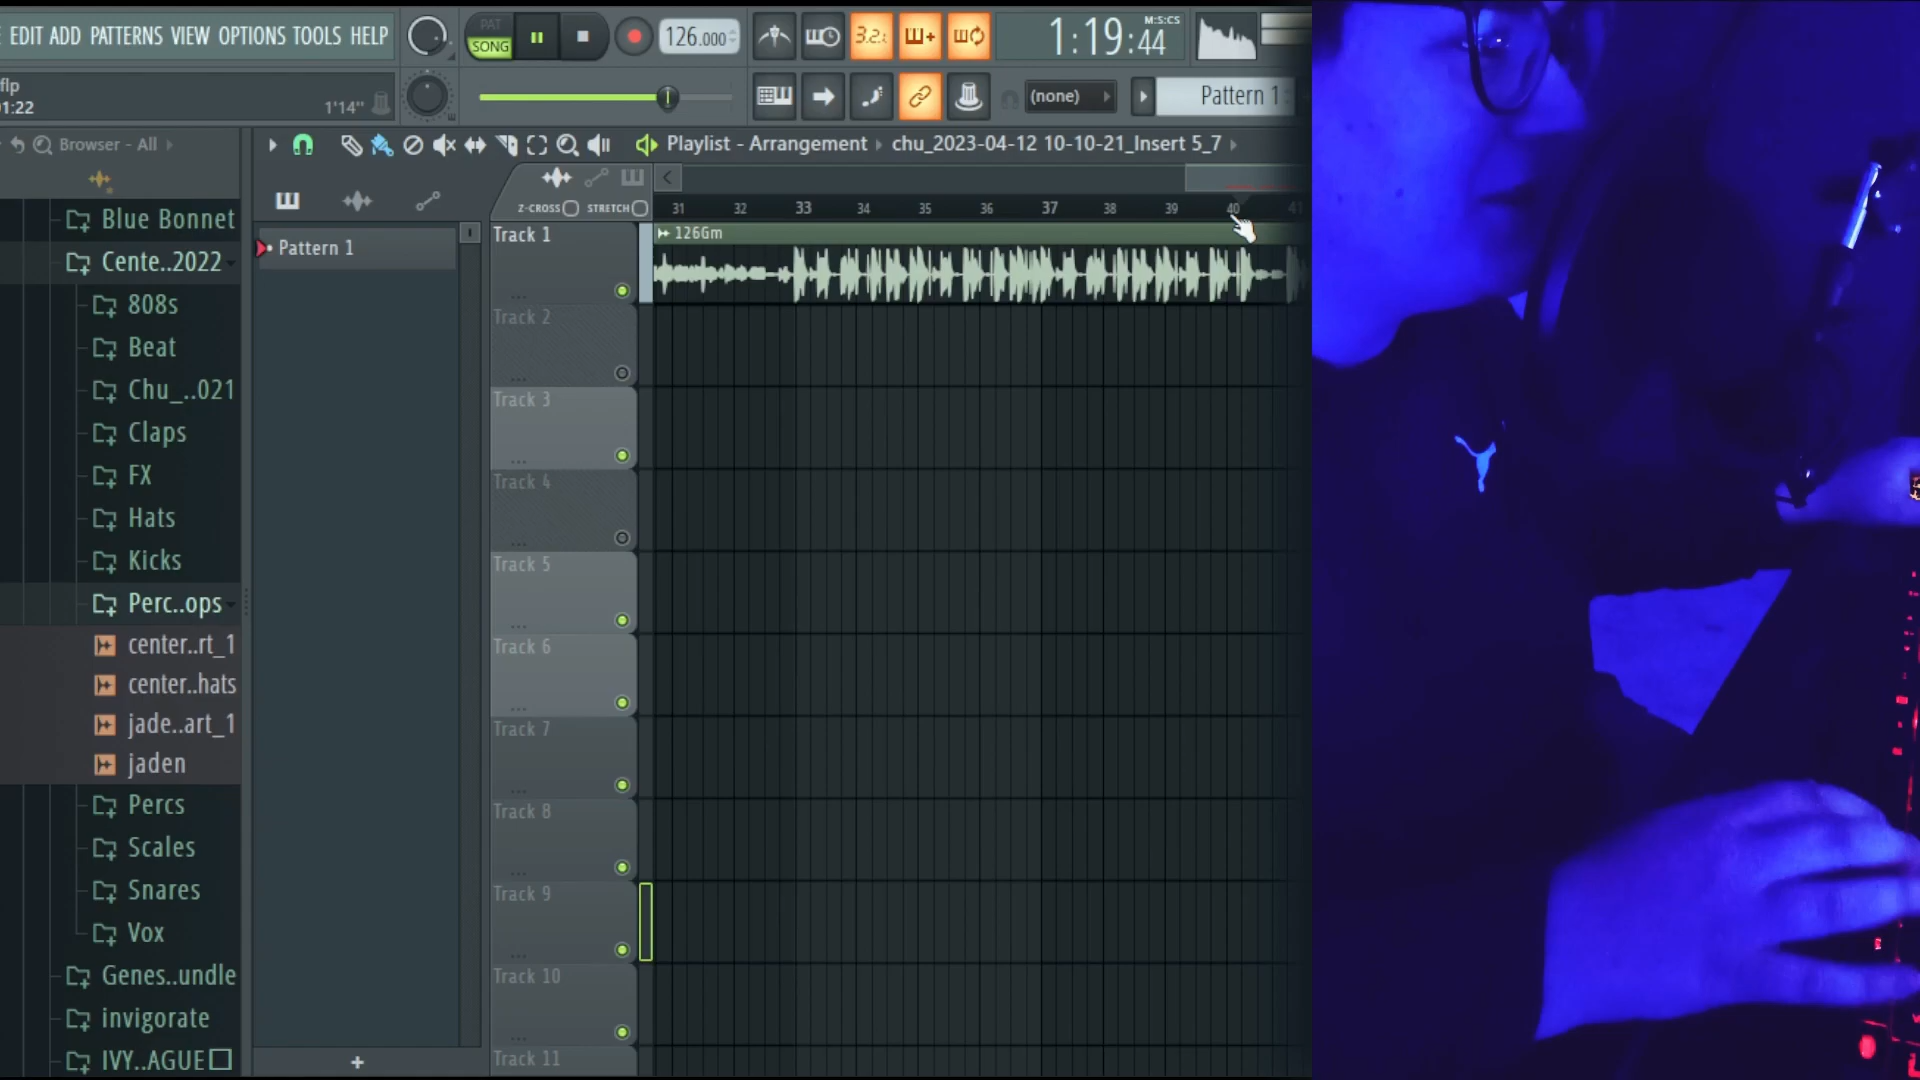 EDIT ADD PATTERNS VIEW OPTIONS TOOLS HELP
PAT
SONG
126.000
3.2.
1:19:44
M:S:CS
flp
1:22
1'14"
(none)
Pattern 1
Browser - All
Playlist - Arrangement
chu_2023-04-12 10-10-21_Insert 5_7
Z-CROSS
STRETCH
31 32 33 34 35 36 37 38 39 40 41
Blue Bonnet
Cente..2022
808s
Beat
Chu_..021
Claps
FX
Hats
Kicks
Perc..ops
center..rt_1
center..hats
jade..art_1
jaden
Percs
Scales
Snares
Vox
Genes..undle
invigorate
IVY..AGUE
Pattern 1
+
Track 1
126Gm
Track 2
Track 3
Track 4
Track 5
Track 6
Track 7
Track 8
Track 9
Track 10
Track 11